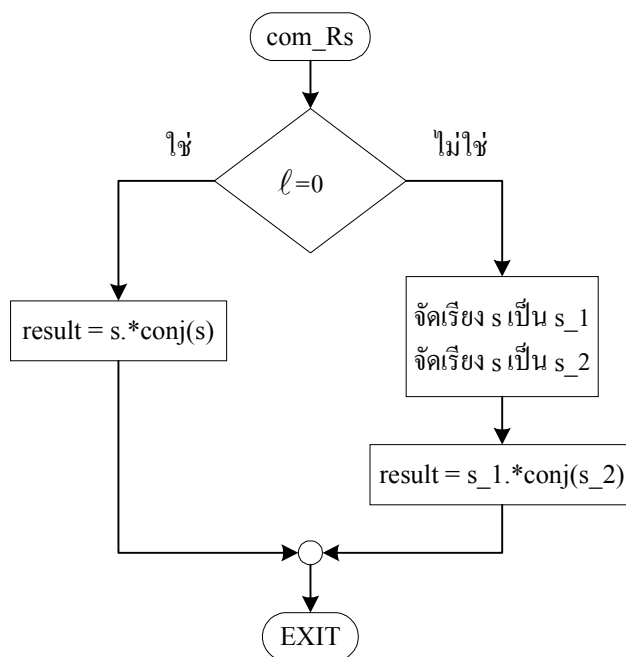 com_Rs
ใช่
ไม่ใช่
ℓ=0
result = s.*conj(s)
จัดเรียง s เป็น s_1
จัดเรียง s เป็น s_2
result = s_1.*conj(s_2)
EXIT